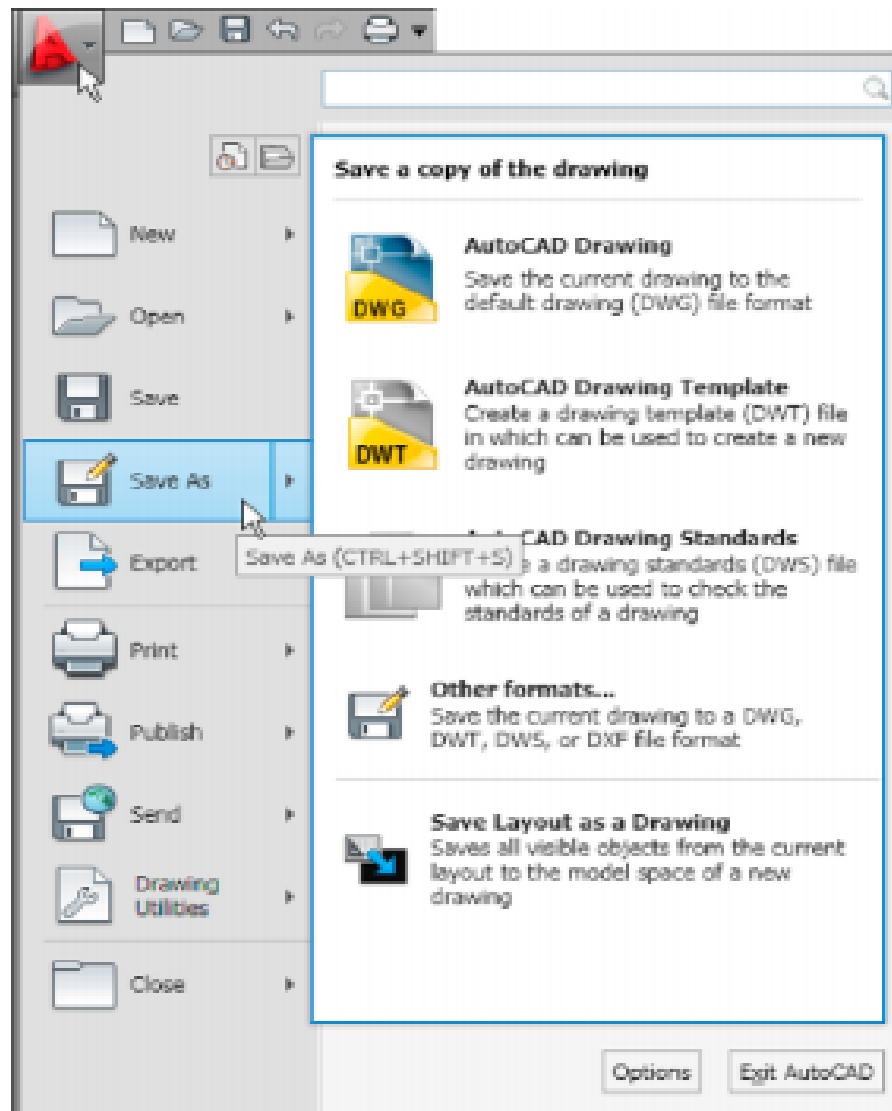 Save a copy of the drawing
New
Open
Save
Save As
Save As (CTRL+SHIFT+S)
Export
Print
Publish
Send
Drawing
Utilities
Close
DWG
AutoCAD Drawing
Save the current drawing to the
default drawing (DWG) file format
DWT
AutoCAD Drawing Template
Create a drawing template (DWT) file
in which can be used to create a new
drawing
CAD Drawing Standards
a drawing standards (DWS) file
which can be used to check the
standards of a drawing
Other formats...
Save the current drawing to a DWG,
DWT, DWS, or DXF file format
Save Layout as a Drawing
Saves all visible objects from the current
layout to the model space of a new
drawing
Options
Exit AutoCAD